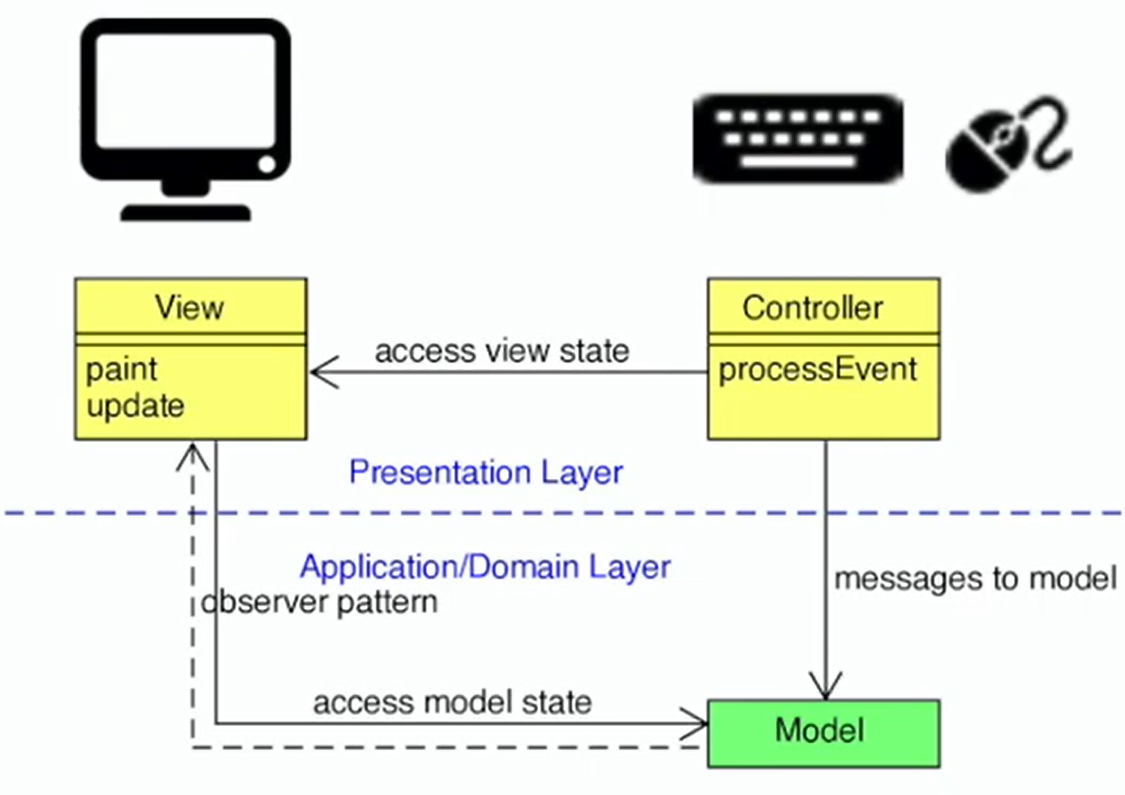 View
Controller
access view state
paint
processEvent
update
Presentation Layer
Application/Domain Layer
messages to model
observer pattern
access model state
Model